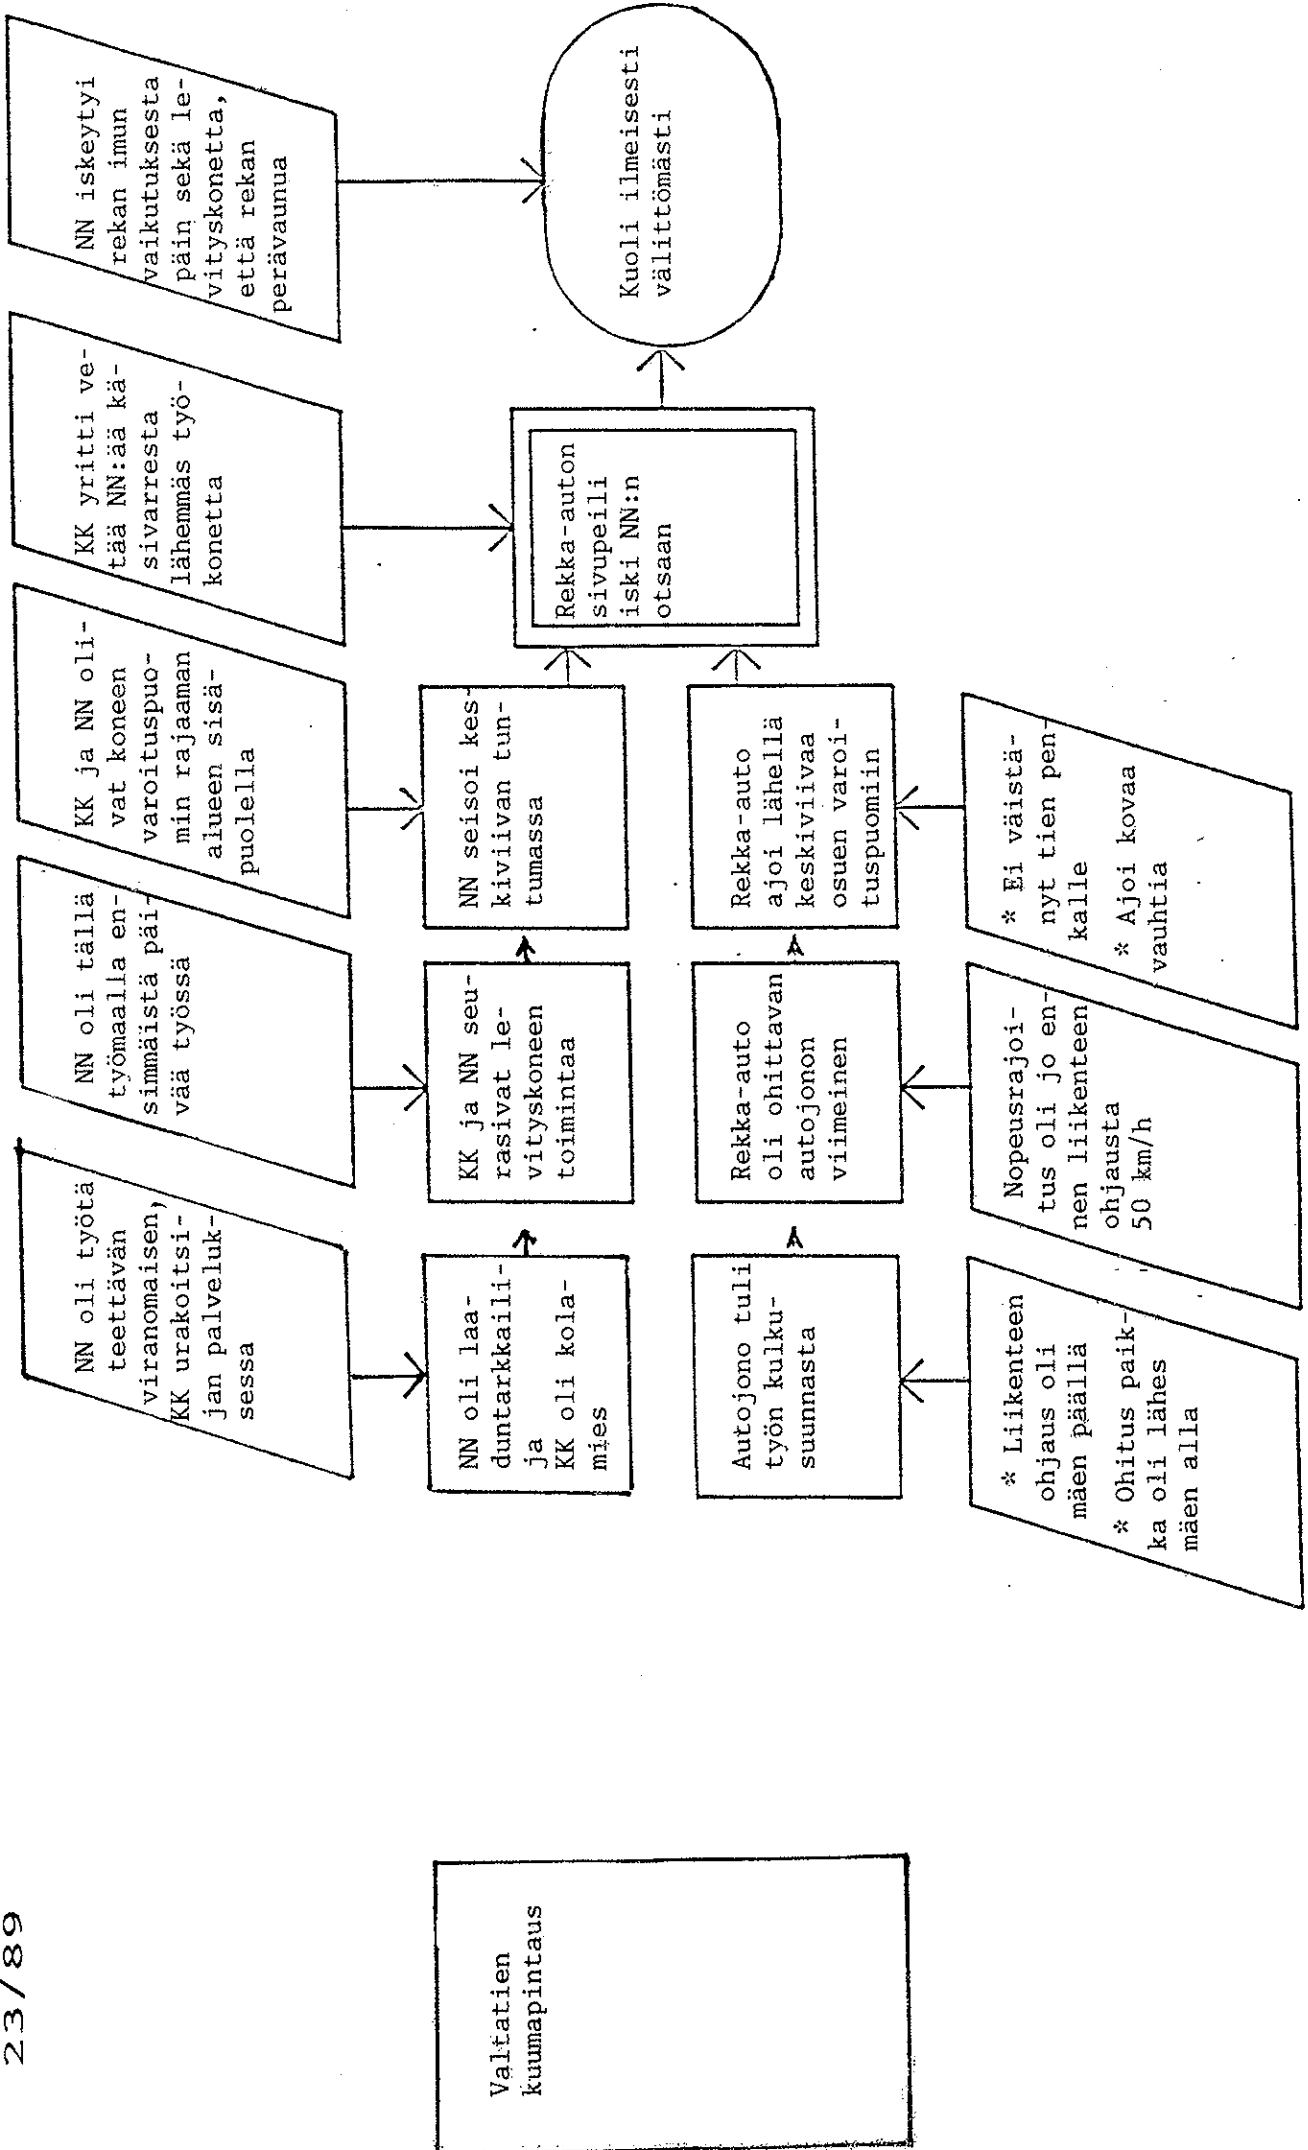 23/89
Valtatien
kuumapintaus
NN oli työtä
teettävän
viranomaisen,
KK urakoitsi-
jan palveluk-
sessa
NN oli tällä
työmaalla en-
simmäistä päi-
vää työssä
KK ja NN oli-
vat koneen
varoituspuo-
min rajaaman
alueen sisä-
puolella
KK yritti ve-
tää NN:ää kä-
sivarresta
lähemmäs työ-
konetta
NN iskeytyi
rekan imun
vaikutuksesta
päin sekä le-
vityskonetta,
että rekan
perävaunua
NN oli laa-
duntarkkaili-
ja
KK oli kola-
mies
KK ja NN seu-
rasivat le-
vityskoneen
toimintaa
NN seisoi kes-
kiviivan tun-
tumassa
Rekka-auton
sivupeili
iski NN:n
otsaan
Kuoli ilmeisesti
välittömästi
Autojono tuli
työn kulku-
suunnasta
Rekka-auto
oli ohittavan
autojonon
viimeinen
Rekka-auto
ajoi lähellä
keskiviivaa
osuen varoi-
tuspuomiin
* Liikenteen
ohjaus oli
mäen päällä
* Ohitus paik-
ka oli lähes
mäen alla
Nopeusrajoi-
tus oli jo en-
nen liikenteen
ohjausta
50 km/h
* Ei väistä-
nyt tien pen-
kalle
* Ajoi kovaa
vauhtia